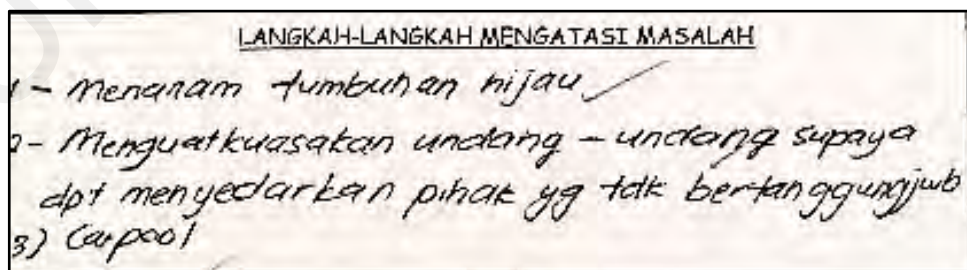 LANGKAH-LANGKAH MENGATASI MASALAH
1 - Menanam tumbuhan hijau
2 - Menguatkuasakan undang - undang supaya
dpt menyedarkan pihak yg tdk bertanggungjwb
3) Carpool